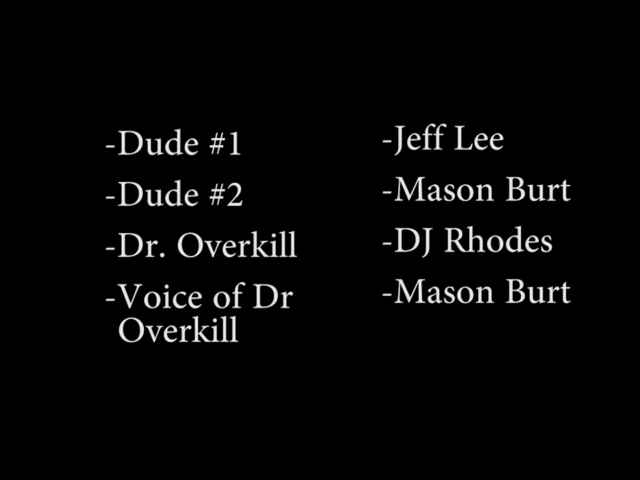 -Dude #1
-Jeff Lee
-Dude #2
-Mason Burt
-Dr. Overkill
-DJ Rhodes
-Voice of Dr
Overkill
-Mason Burt